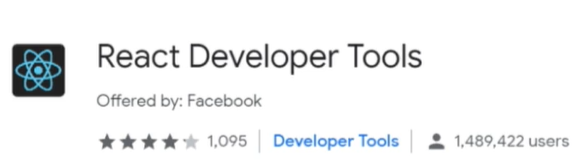 React Developer Tools
Offered by: Facebook
1,095 Developer Tools 1,489,422 users